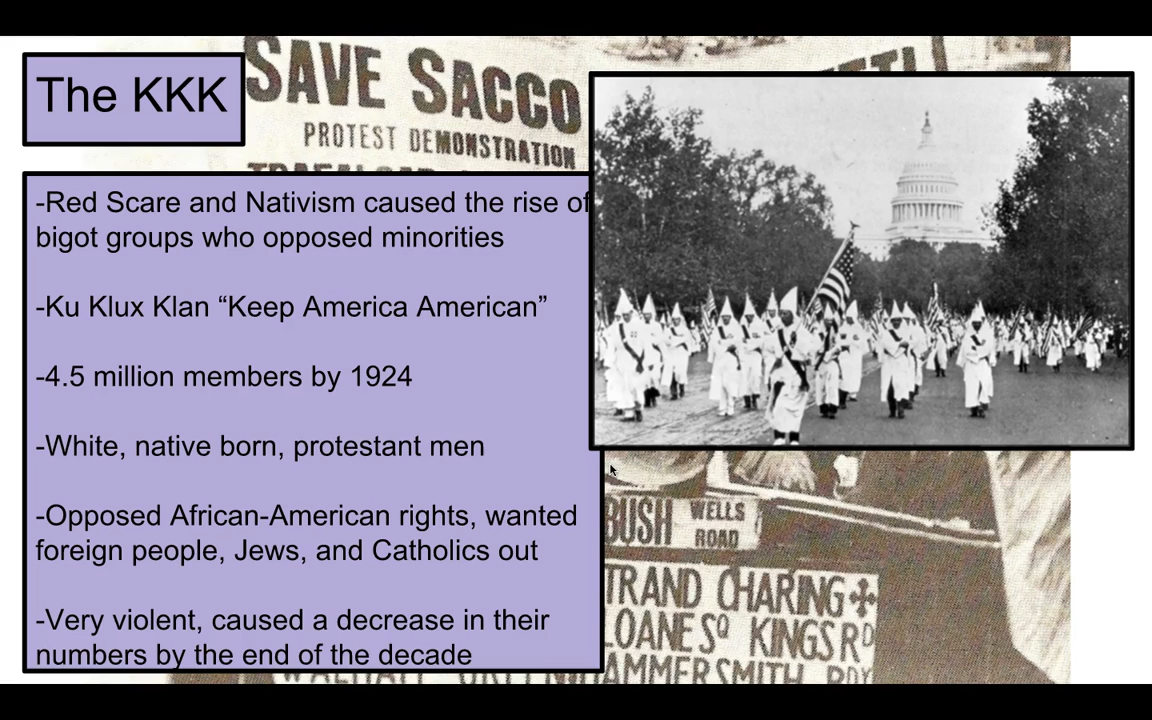 The KKK
SAVE SACCO
PROTEST DEMONSTRATION
-Red Scare and Nativism caused the rise of
bigot groups who opposed minorities
-Ku Klux Klan “Keep America American”
-4.5 million members by 1924
-White, native born, protestant men
-Opposed African-American rights, wanted
foreign people, Jews, and Catholics out
-Very violent, caused a decrease in their
numbers by the end of the decade
BUSH WELLS
ROAD
TRAND CHARING
LOANE SQ KINGS RD
AMMERSMITH